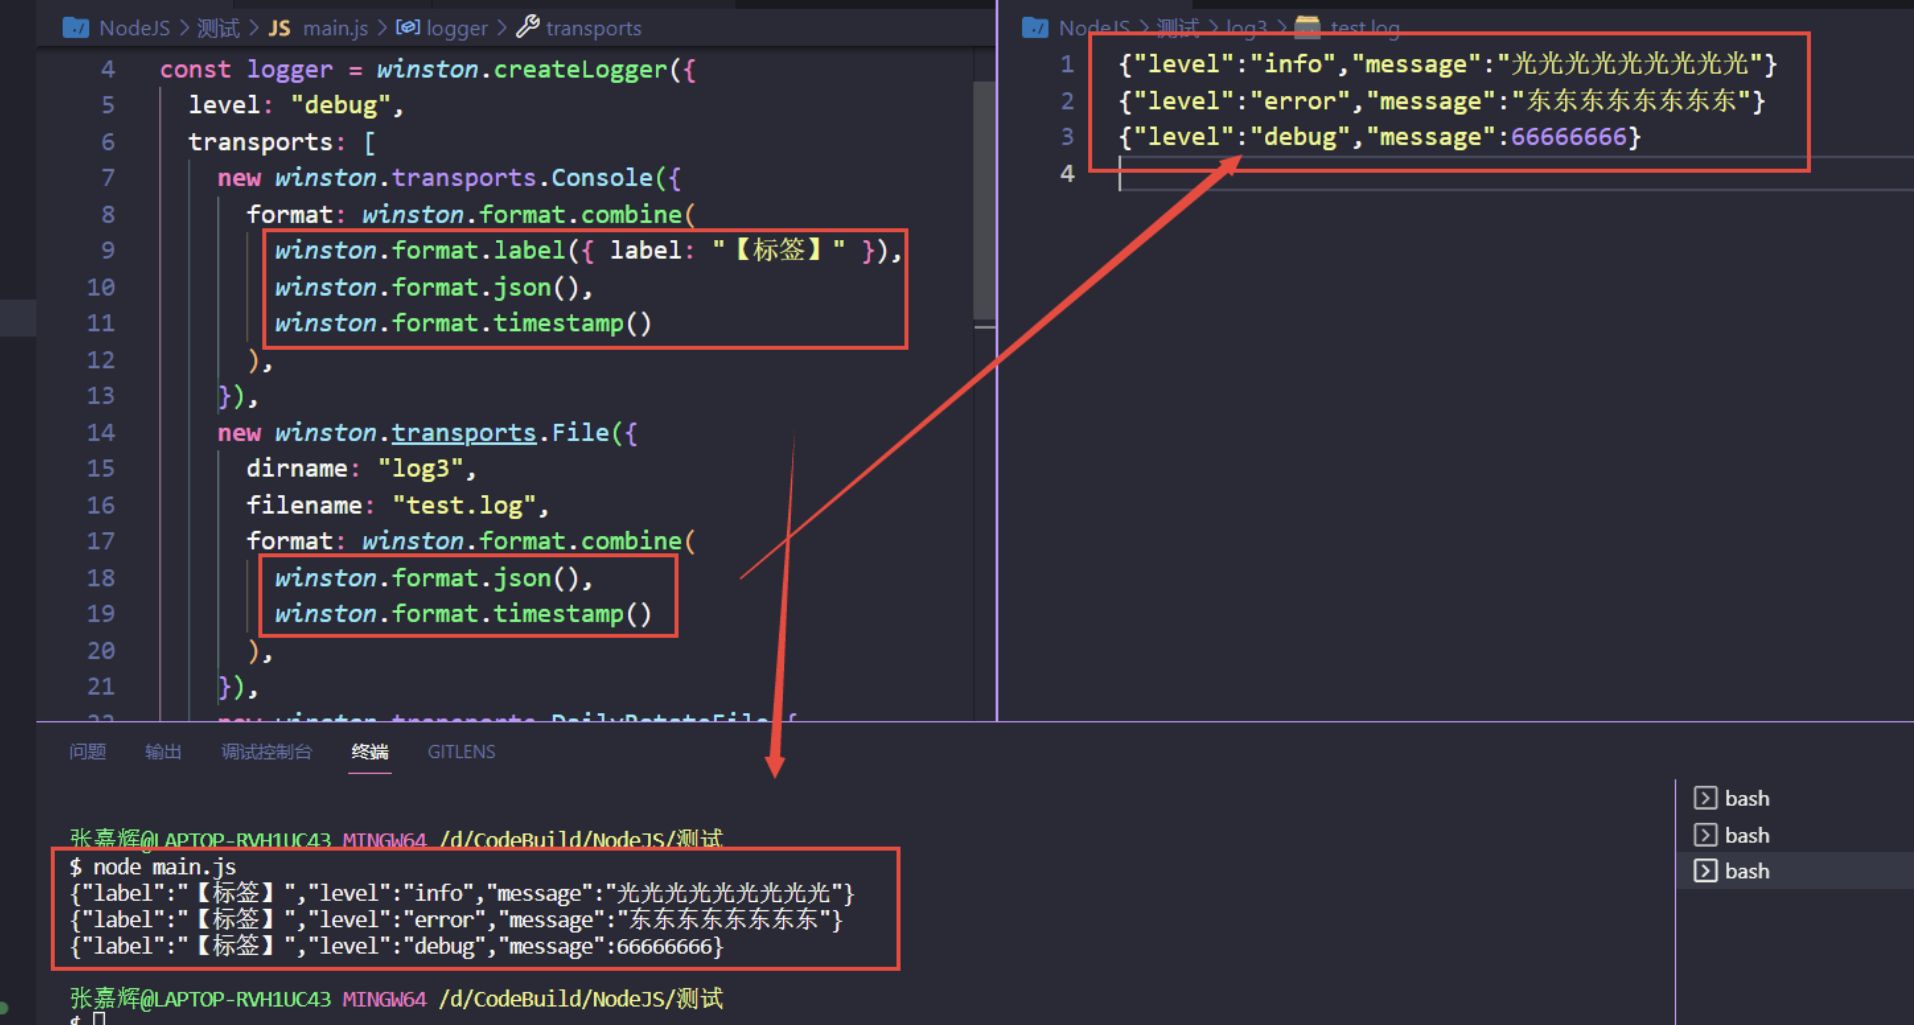 NodeJS > 测试 > JS main.js > logger > transports
4 const logger = winston.createLogger({
5 level: "debug",
6 transports: [
7 new winston.transports.Console({
8 format: winston.format.combine(
9 winston.format.label({ label: "【标签】" }),
10 winston.format.json(),
11 winston.format.timestamp()
12 ),
13 }),
14 new winston.transports.File({
15 dirname: "log3",
16 filename: "test.log",
17 format: winston.format.combine(
18 winston.format.json(),
19 winston.format.timestamp()
20 ),
21 }),
22 new winston.transports.DailyRotateFile({
NodeJS > 测试 > log3 > test.log
1 {"level":"info","message":"光光光光光光光光光"}
2 {"level":"error","message":"东东东东东东东东"}
3 {"level":"debug","message":66666666}
4
问题 输出 调试控制台 终端 GITLENS
张嘉辉@LAPTOP-RVH1UC43 MINGW64 /d/CodeBuild/NodeJS/测试
$ node main.js
{"label":"【标签】","level":"info","message":"光光光光光光光光光"}
{"label":"【标签】","level":"error","message":"东东东东东东东东"}
{"label":"【标签】","level":"debug","message":66666666}
张嘉辉@LAPTOP-RVH1UC43 MINGW64 /d/CodeBuild/NodeJS/测试
$
bash
bash
bash